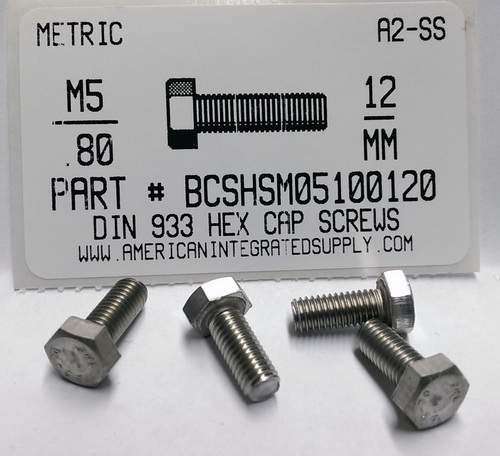 METRIC A2-SS
M5 12
.80 MM
PART # BCSHSM05100120
DIN 933 HEX CAP SCREWS
WWW.AMERICANINTEGRATEDSUPPLY.COM